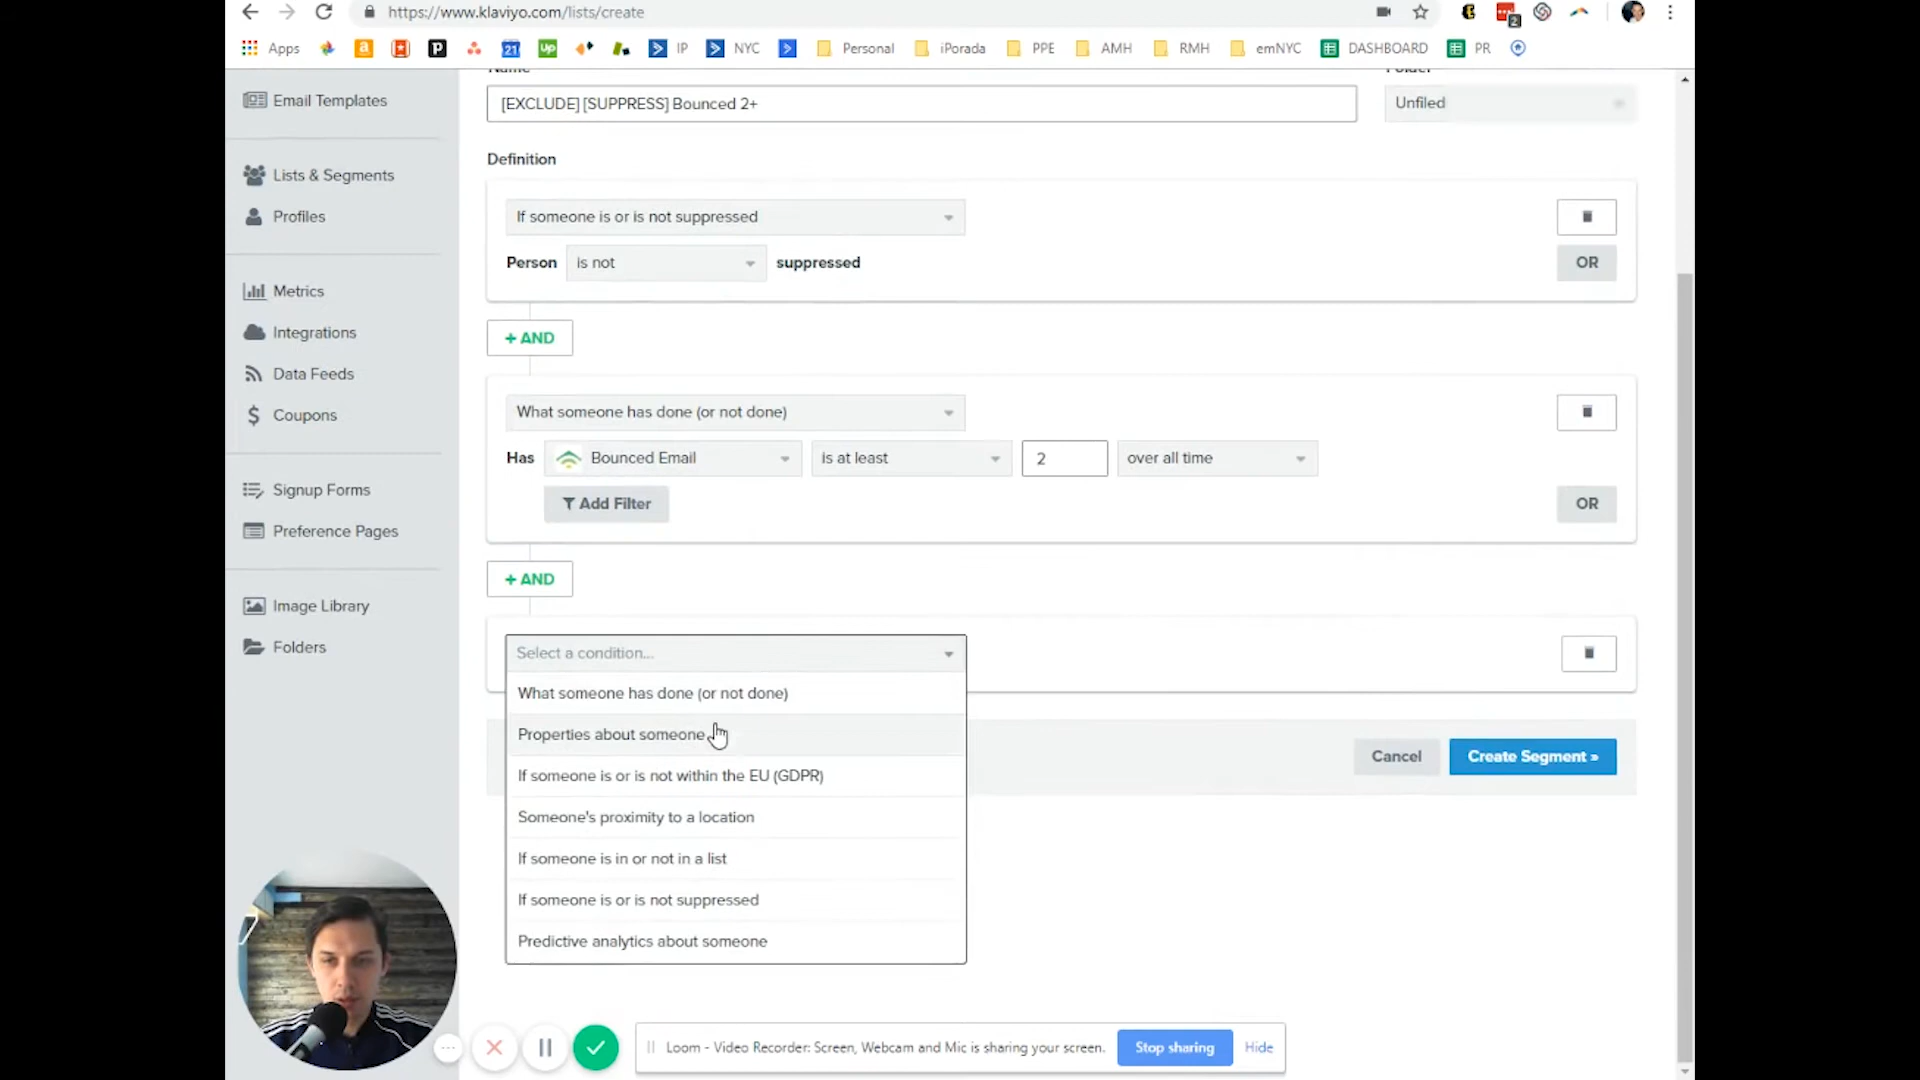 https://www.klaviyo.com/lists/create
2
Apps
a
P
21
up
IP
NYC
Personal
iPorada
PPE
AMH
RMH
emNYC
DASHBOARD
PR
Name
Folder
Email Templates
[EXCLUDE] [SUPPRESS] Bounced 2+
Unfiled
Definition
Lists & Segments
If someone is or is not suppressed
Profiles
Person is not suppressed
OR
Metrics
Integrations
+ AND
Data Feeds
Coupons
What someone has done (or not done)
Has Bounced Email is at least 2 over all time
Signup Forms
Add Filter
OR
Preference Pages
+ AND
Image Library
Folders
Select a condition...
What someone has done (or not done)
Properties about someone
If someone is or is not within the EU (GDPR)
Someone's proximity to a location
If someone is in or not in a list
If someone is or is not suppressed
Predictive analytics about someone
Cancel
Create Segment »
Loom - Video Recorder: Screen, Webcam and Mic is sharing your screen.
Stop sharing
Hide